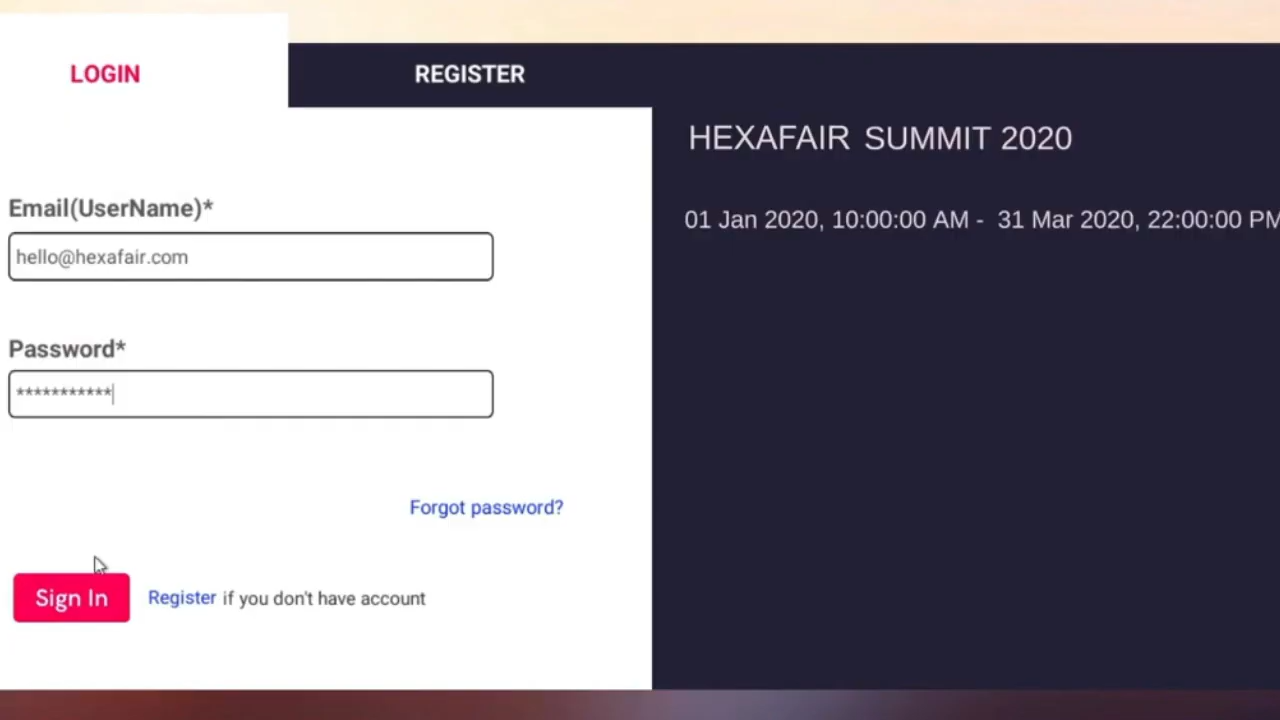 LOGIN
REGISTER
Email(UserName)*
hello@hexafair.com
Password*
***********
Forgot password?
Sign In
Register if you don't have account
HEXAFAIR SUMMIT 2020
01 Jan 2020, 10:00:00 AM - 31 Mar 2020, 22:00:00 PM